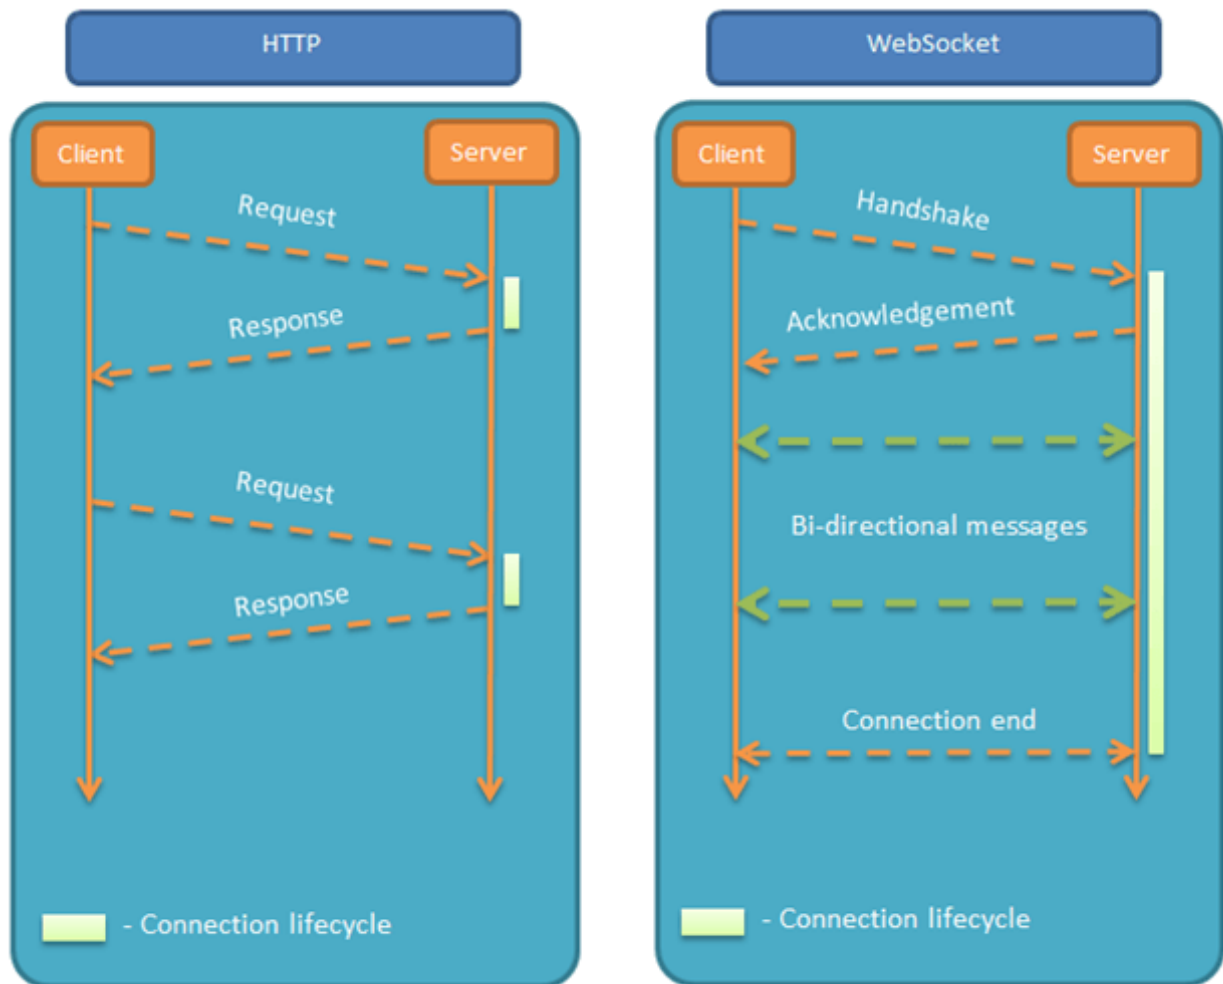 HTTP
Client
Server
Request
Response
Request
Response
- Connection lifecycle
WebSocket
Client
Server
Handshake
Acknowledgement
Bi-directional messages
Connection end
- Connection lifecycle